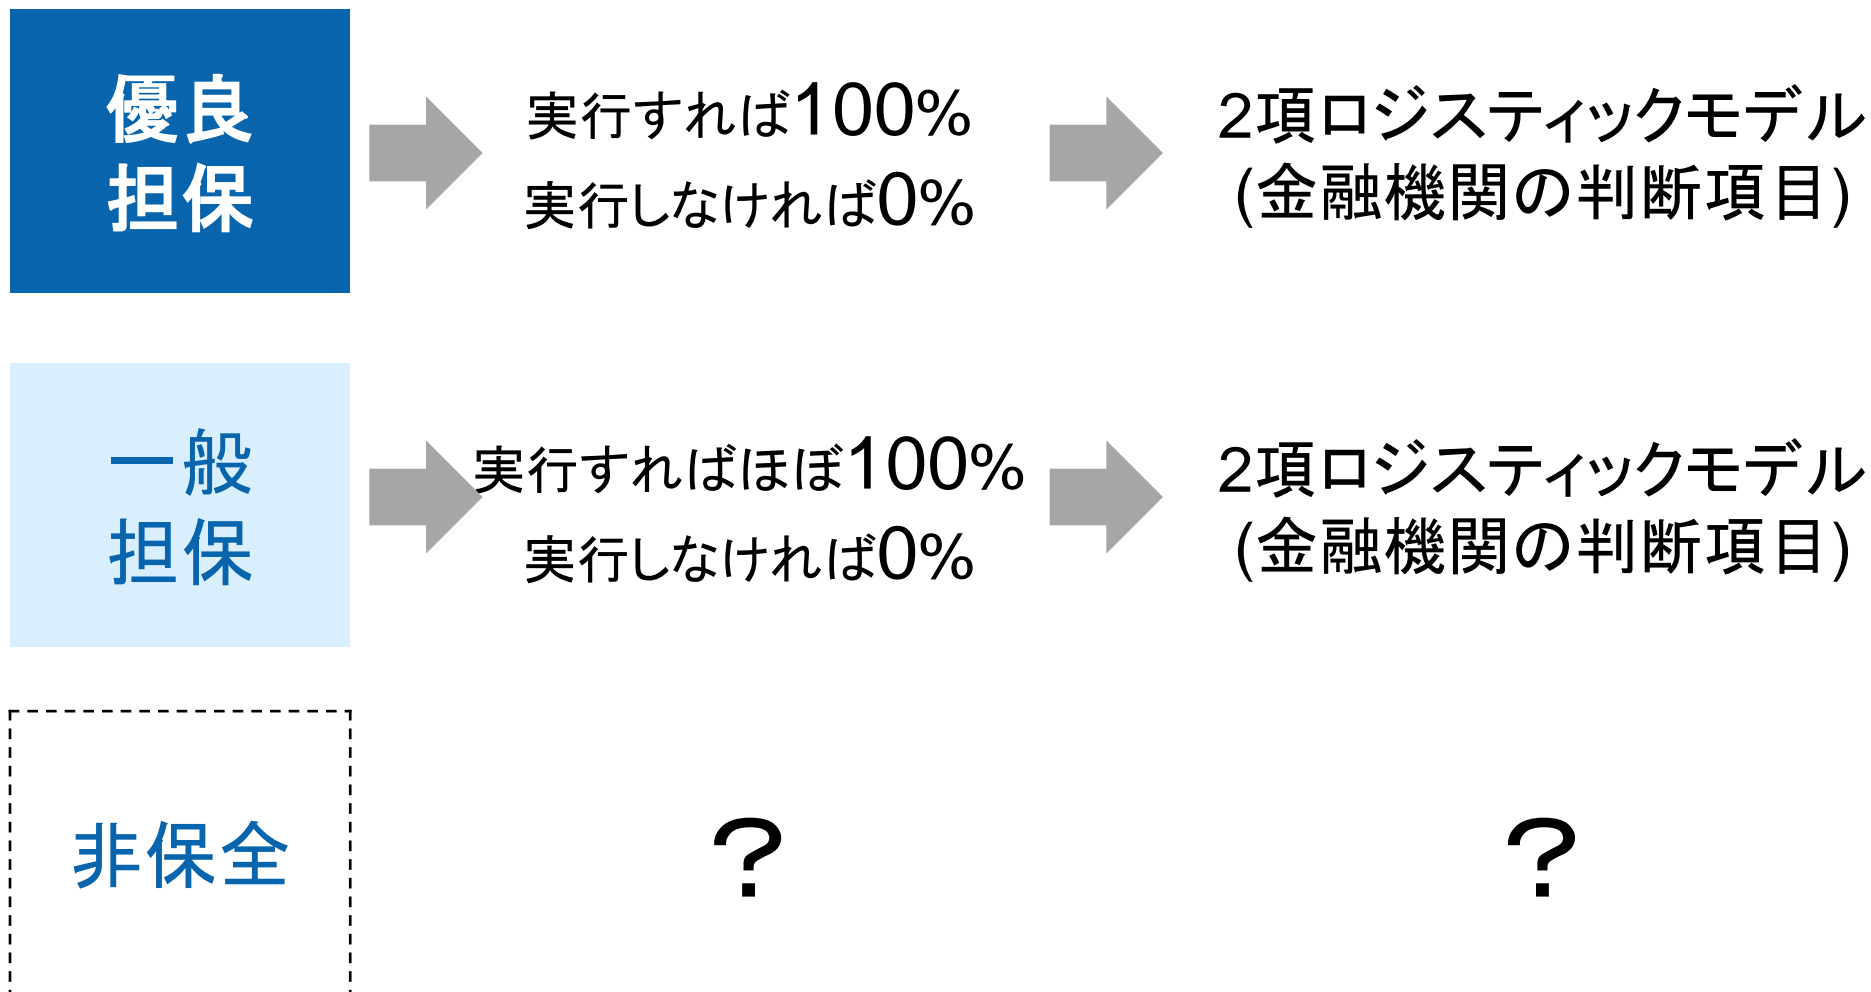 優良
担保
実行すれば100%
実行しなければ0%
2項ロジスティックモデル
(金融機関の判断項目)
一般
担保
実行すればほぼ100%
実行しなければ0%
2項ロジスティックモデル
(金融機関の判断項目)
非保全
?
?